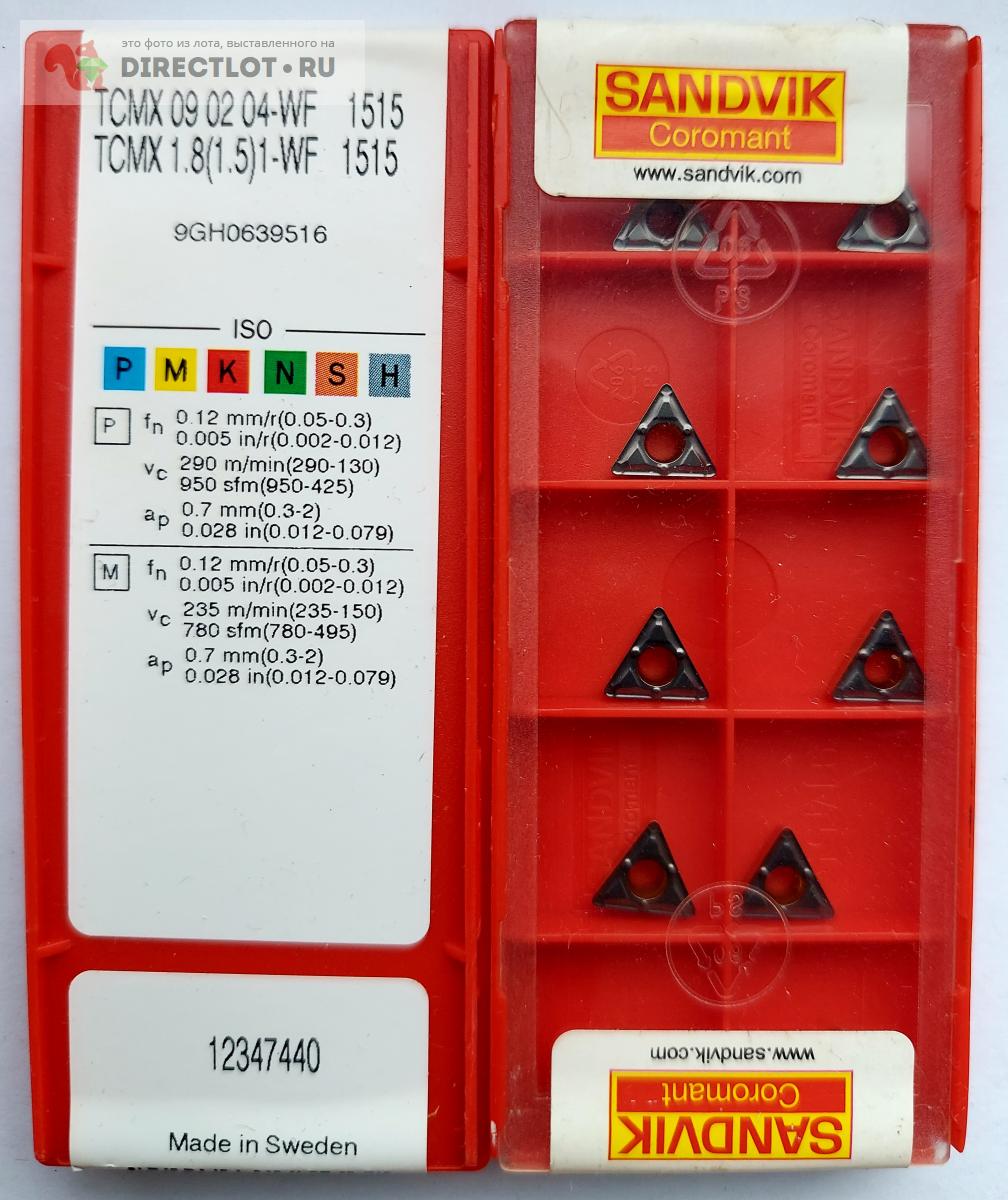 это фото из лота, выставленного на
DIRECTLOT•RU
TCMX 09 02 04-WF 1515
TCMX 1.8(1.5)1-WF 1515
9GH0639516
ISO
P M K N S H
P fn 0.12 mm/r(0.05-0.3)
0.005 in/r(0.002-0.012)
vc 290 m/min(290-130)
950 sfm(950-425)
ap 0.7 mm(0.3-2)
0.028 in(0.012-0.079)
M fn 0.12 mm/r(0.05-0.3)
0.005 in/r(0.002-0.012)
vc 235 m/min(235-150)
780 sfm(780-495)
ap 0.7 mm(0.3-2)
0.028 in(0.012-0.079)
12347440
Made in Sweden
SANDVIK
Coromant
www.sandvik.com
PS
PS
www.sandvik.com
Coromant
SANDVIK